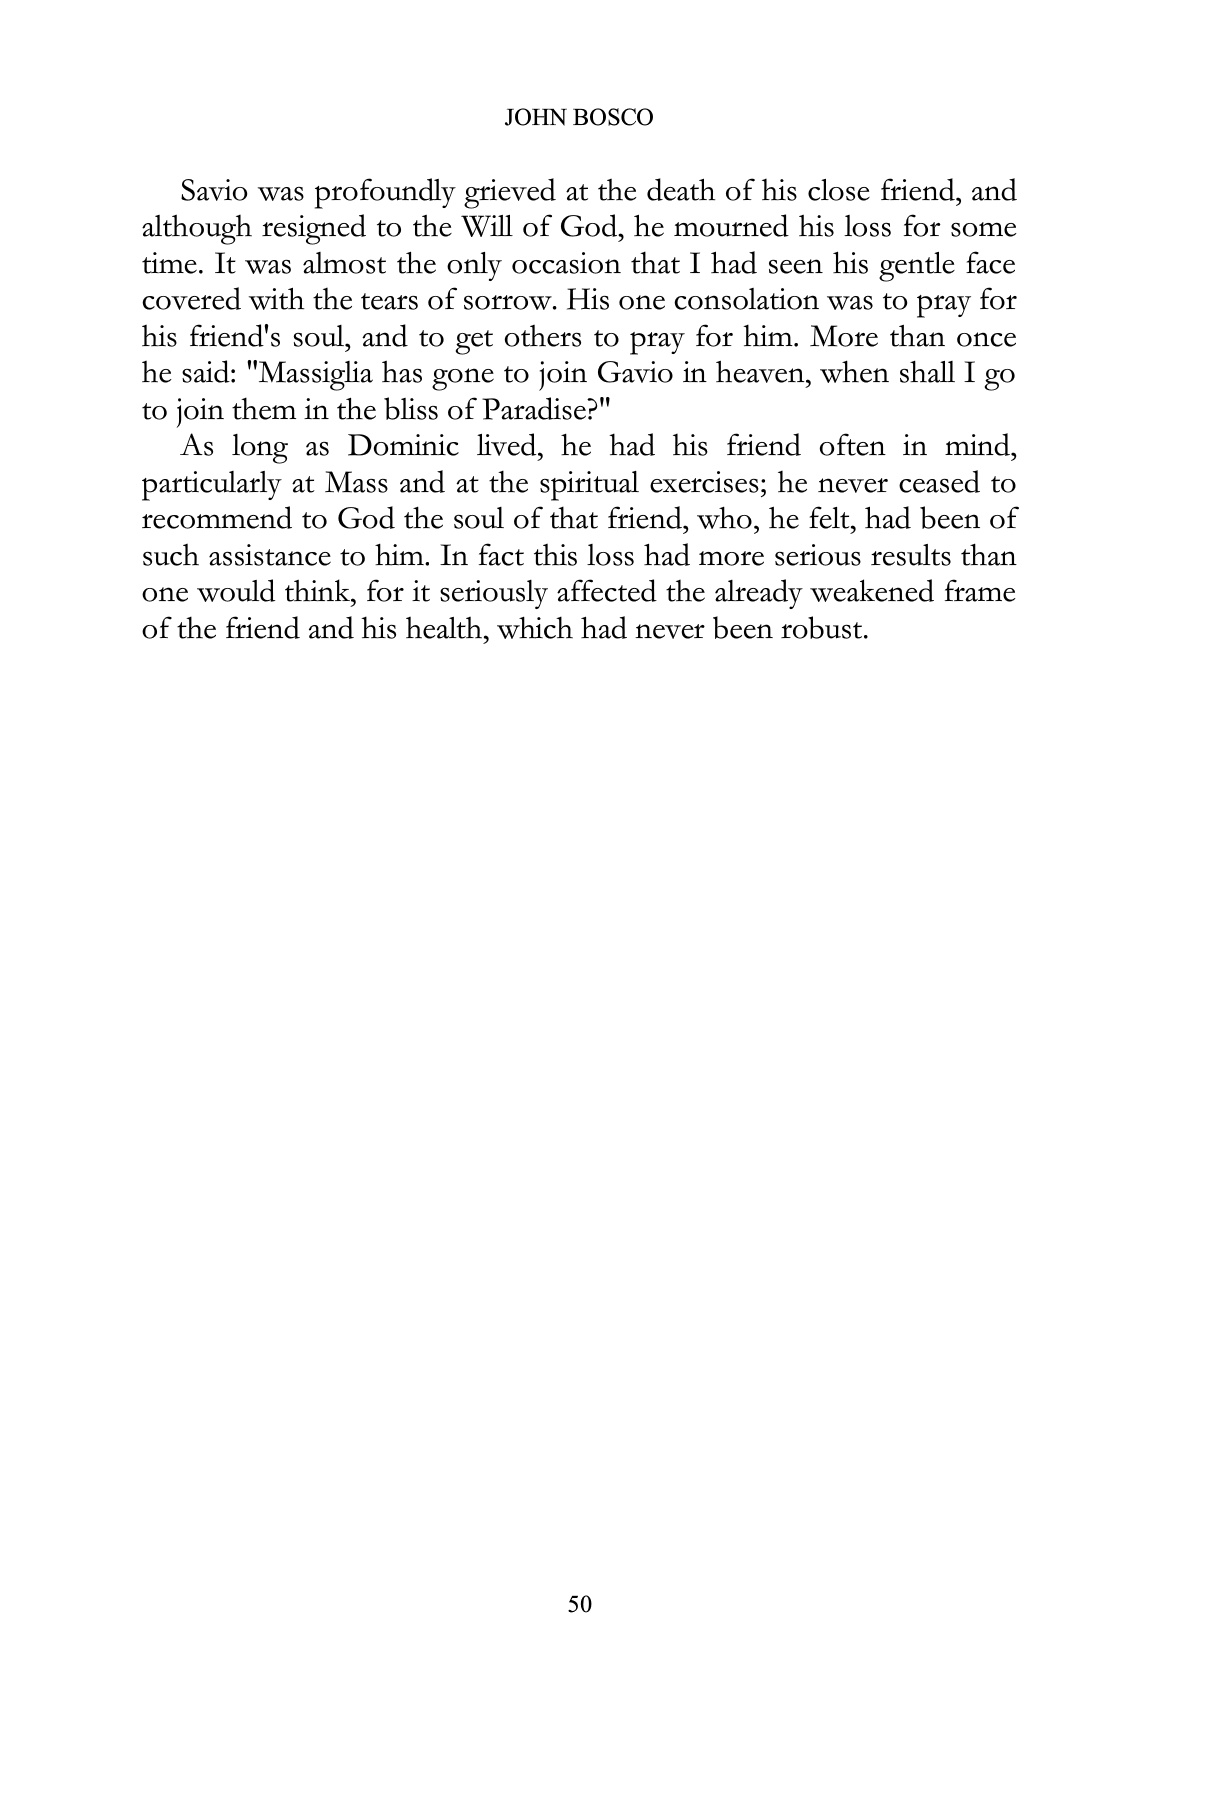 JOHN BOSCO
Savio was profoundly grieved at the death of his close friend, and
although resigned to the Will of God, he mourned his loss for some
time. It was almost the only occasion that I had seen his gentle face
covered with the tears of sorrow. His one consolation was to pray for
his friend's soul, and to get others to pray for him. More than once
he said: "Massiglia has gone to join Gavio in heaven, when shall I go
to join them in the bliss of Paradise?"
As long as Dominic lived, he had his friend often in mind,
particularly at Mass and at the spiritual exercises; he never ceased to
recommend to God the soul of that friend, who, he felt, had been of
such assistance to him. In fact this loss had more serious results than
one would think, for it seriously affected the already weakened frame
of the friend and his health, which had never been robust.
50